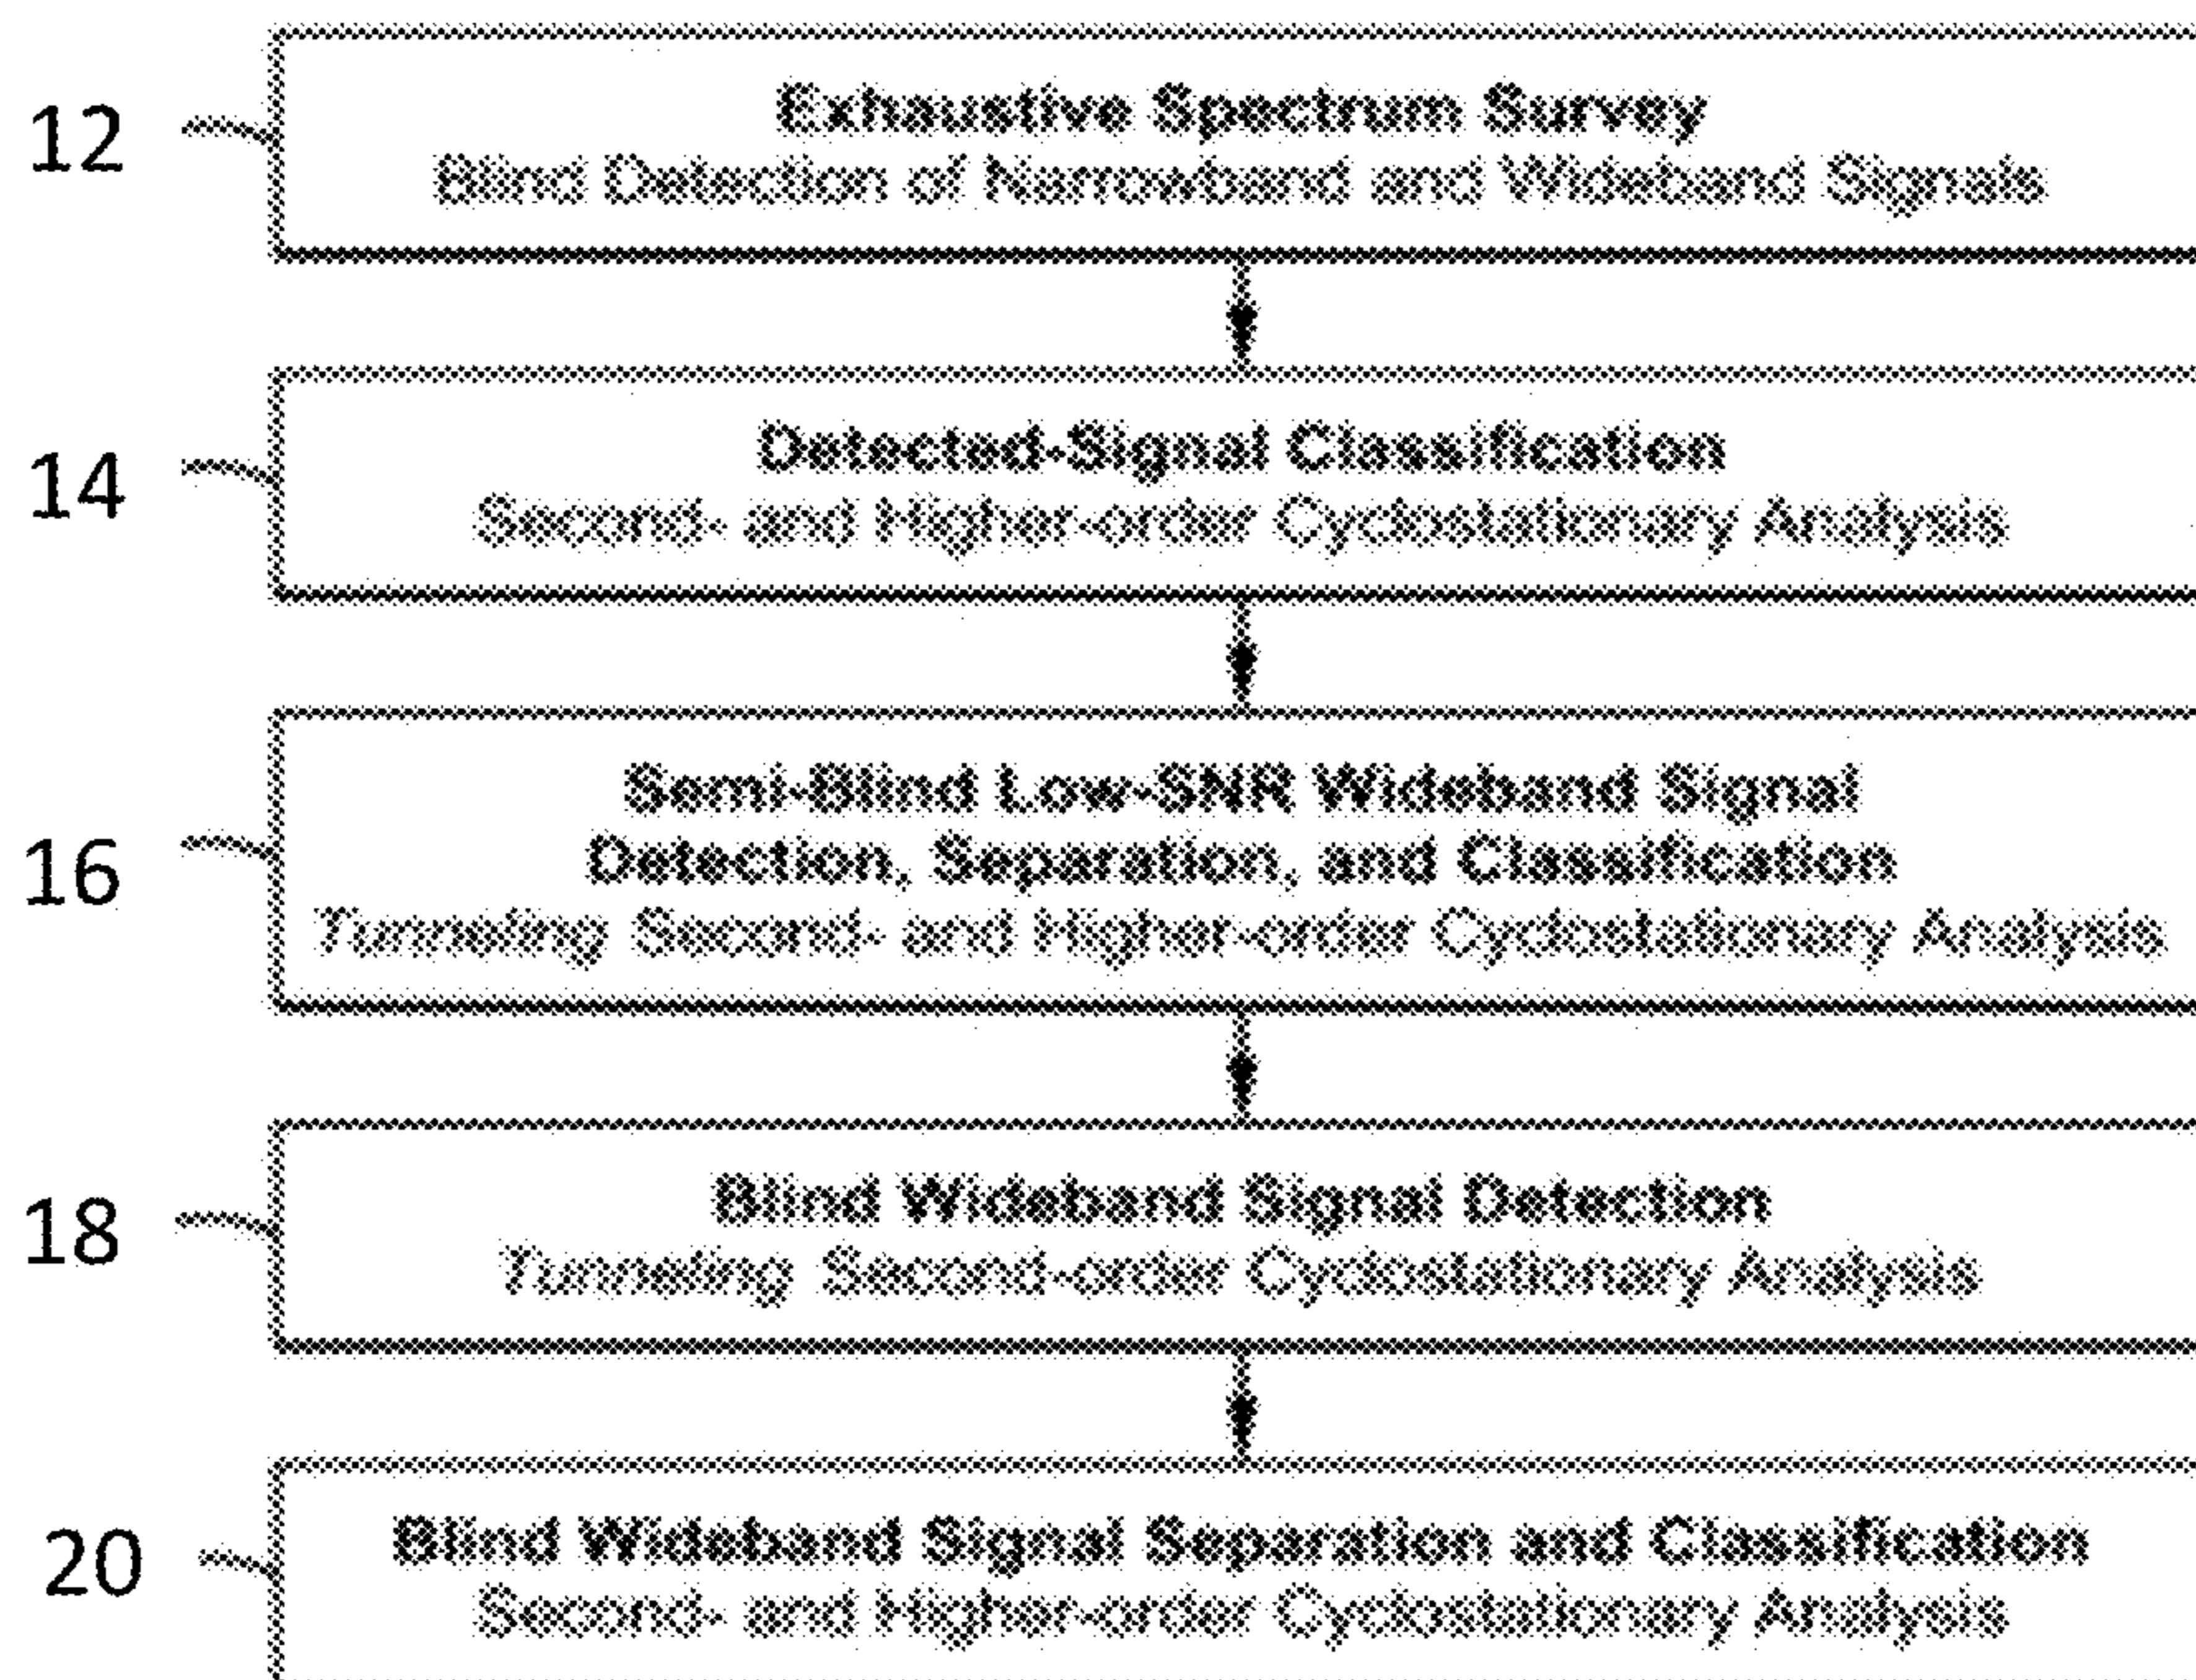 12
Exhaustive Spectrum Survey
Blind Detection of Narrowband and Wideband Signals
14
Detected-Signal Classification
Second- and Higher-order Cyclostationary Analysis
16
Semi-Blind Low-SNR Wideband Signal
Detection, Separation, and Classification
Tunneling Second- and Higher-order Cyclostationary Analysis
18
Blind Wideband Signal Detection
Tunneling Second-order Cyclostationary Analysis
20
Blind Wideband Signal Separation and Classification
Second- and Higher-order Cyclostationary Analysis